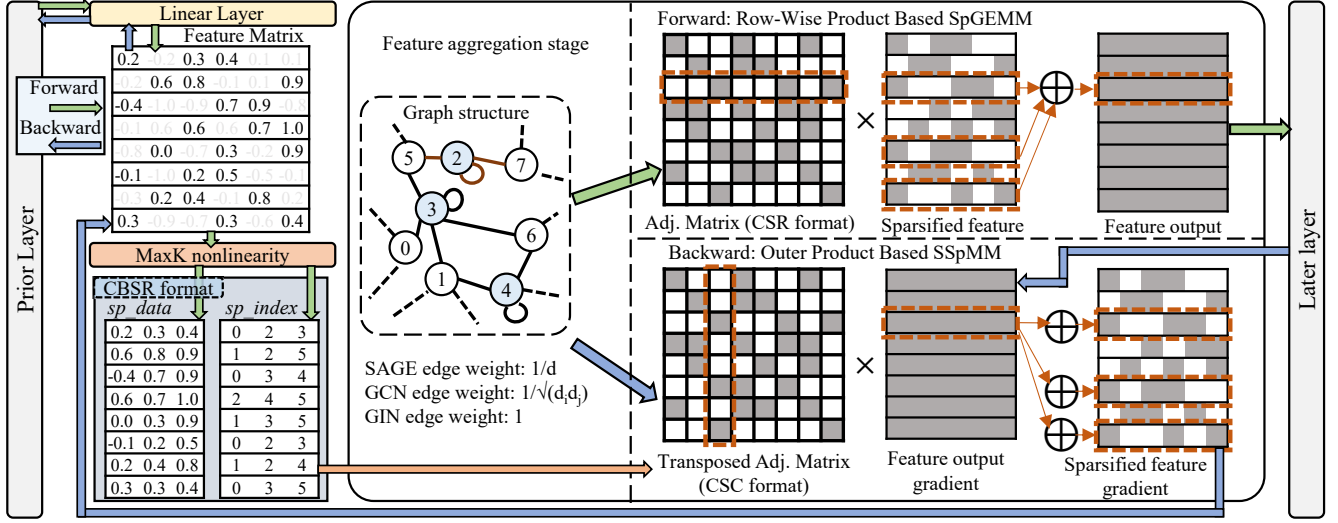 Linear Layer
Feature Matrix
0.2 -0.2 0.3 0.4 0.1 0.1
-0.2 0.6 0.8 -0.1 0.1 0.9
-0.4 -1.0 -0.9 0.7 0.9 -0.8
-0.1 0.6 0.6 0.6 0.7 1.0
-0.8 0.0 -0.7 0.3 -0.2 0.9
-0.1 -1.0 0.2 0.5 -0.5 -0.1
-0.3 0.2 0.4 -0.1 0.8 0.2
0.3 -0.9 -0.7 0.3 -0.6 0.4
Forward
Backward
Prior Layer
MaxK nonlinearity
CBSR format
sp_data
0.2 0.3 0.4
0.6 0.8 0.9
-0.4 0.7 0.9
0.6 0.7 1.0
0.0 0.3 0.9
-0.1 0.2 0.5
0.2 0.4 0.8
0.3 0.3 0.4
sp_index
0 2 3
1 2 5
0 3 4
2 4 5
1 3 5
0 2 3
1 2 4
0 3 5
Feature aggregation stage
Graph structure
5
2
7
3
0
6
1
4
SAGE edge weight: 1/d
GCN edge weight: 1/√(d_i d_j)
GIN edge weight: 1
Forward: Row-Wise Product Based SpGEMM
×
Adj. Matrix (CSR format)
Sparsified feature
Feature output
Backward: Outer Product Based SSpMM
×
Transposed Adj. Matrix
(CSC format)
Feature output
gradient
Sparsified feature
gradient
Later layer